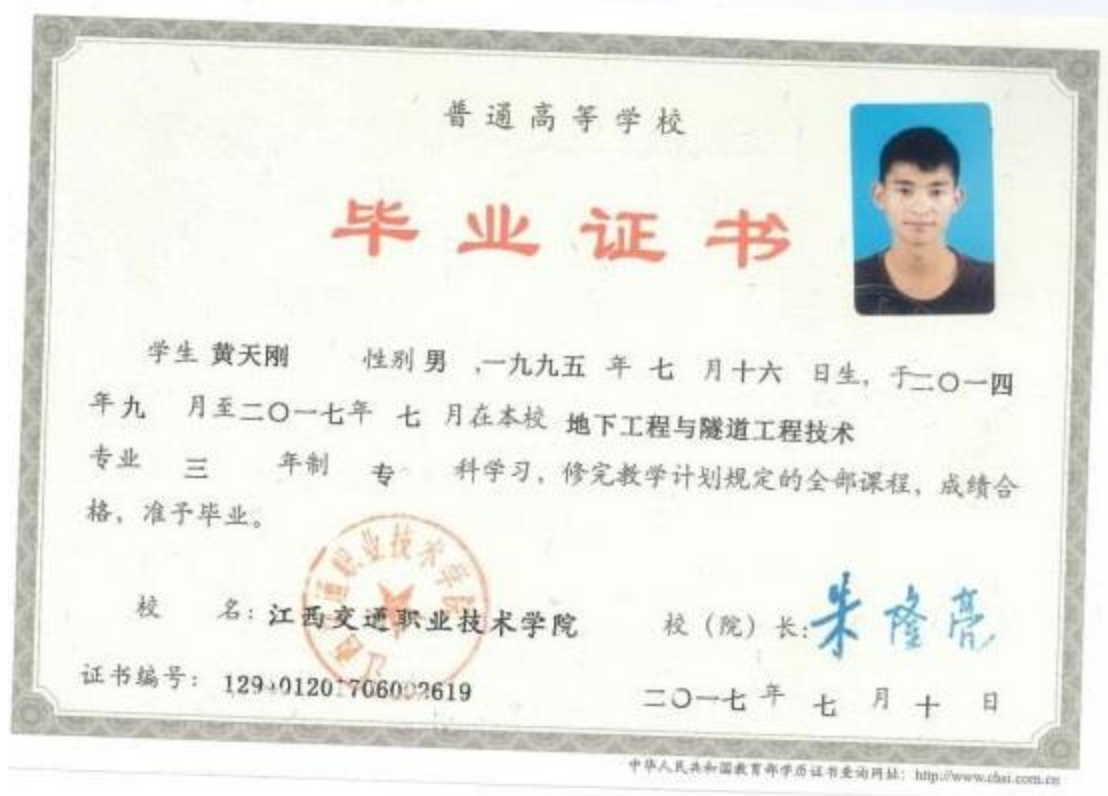 普通高等学校
毕业证书
学生 黄天刚 性别 男 ,一九九五 年 七 月十六 日生, 于二〇一四
年九 月至二〇一七年 七 月在本校 地下工程与隧道工程技术
专业 三 年制 专 科学习, 修完教学计划规定的全部课程, 成绩合
格, 准予毕业。
校 名: 江西交通职业技术学院 校 (院) 长: 朱隆亮
证书编号: 二〇一七 年 七 月 十 日
中华人民共和国教育部学历证书查询网址: http://www.chsi.com.cn